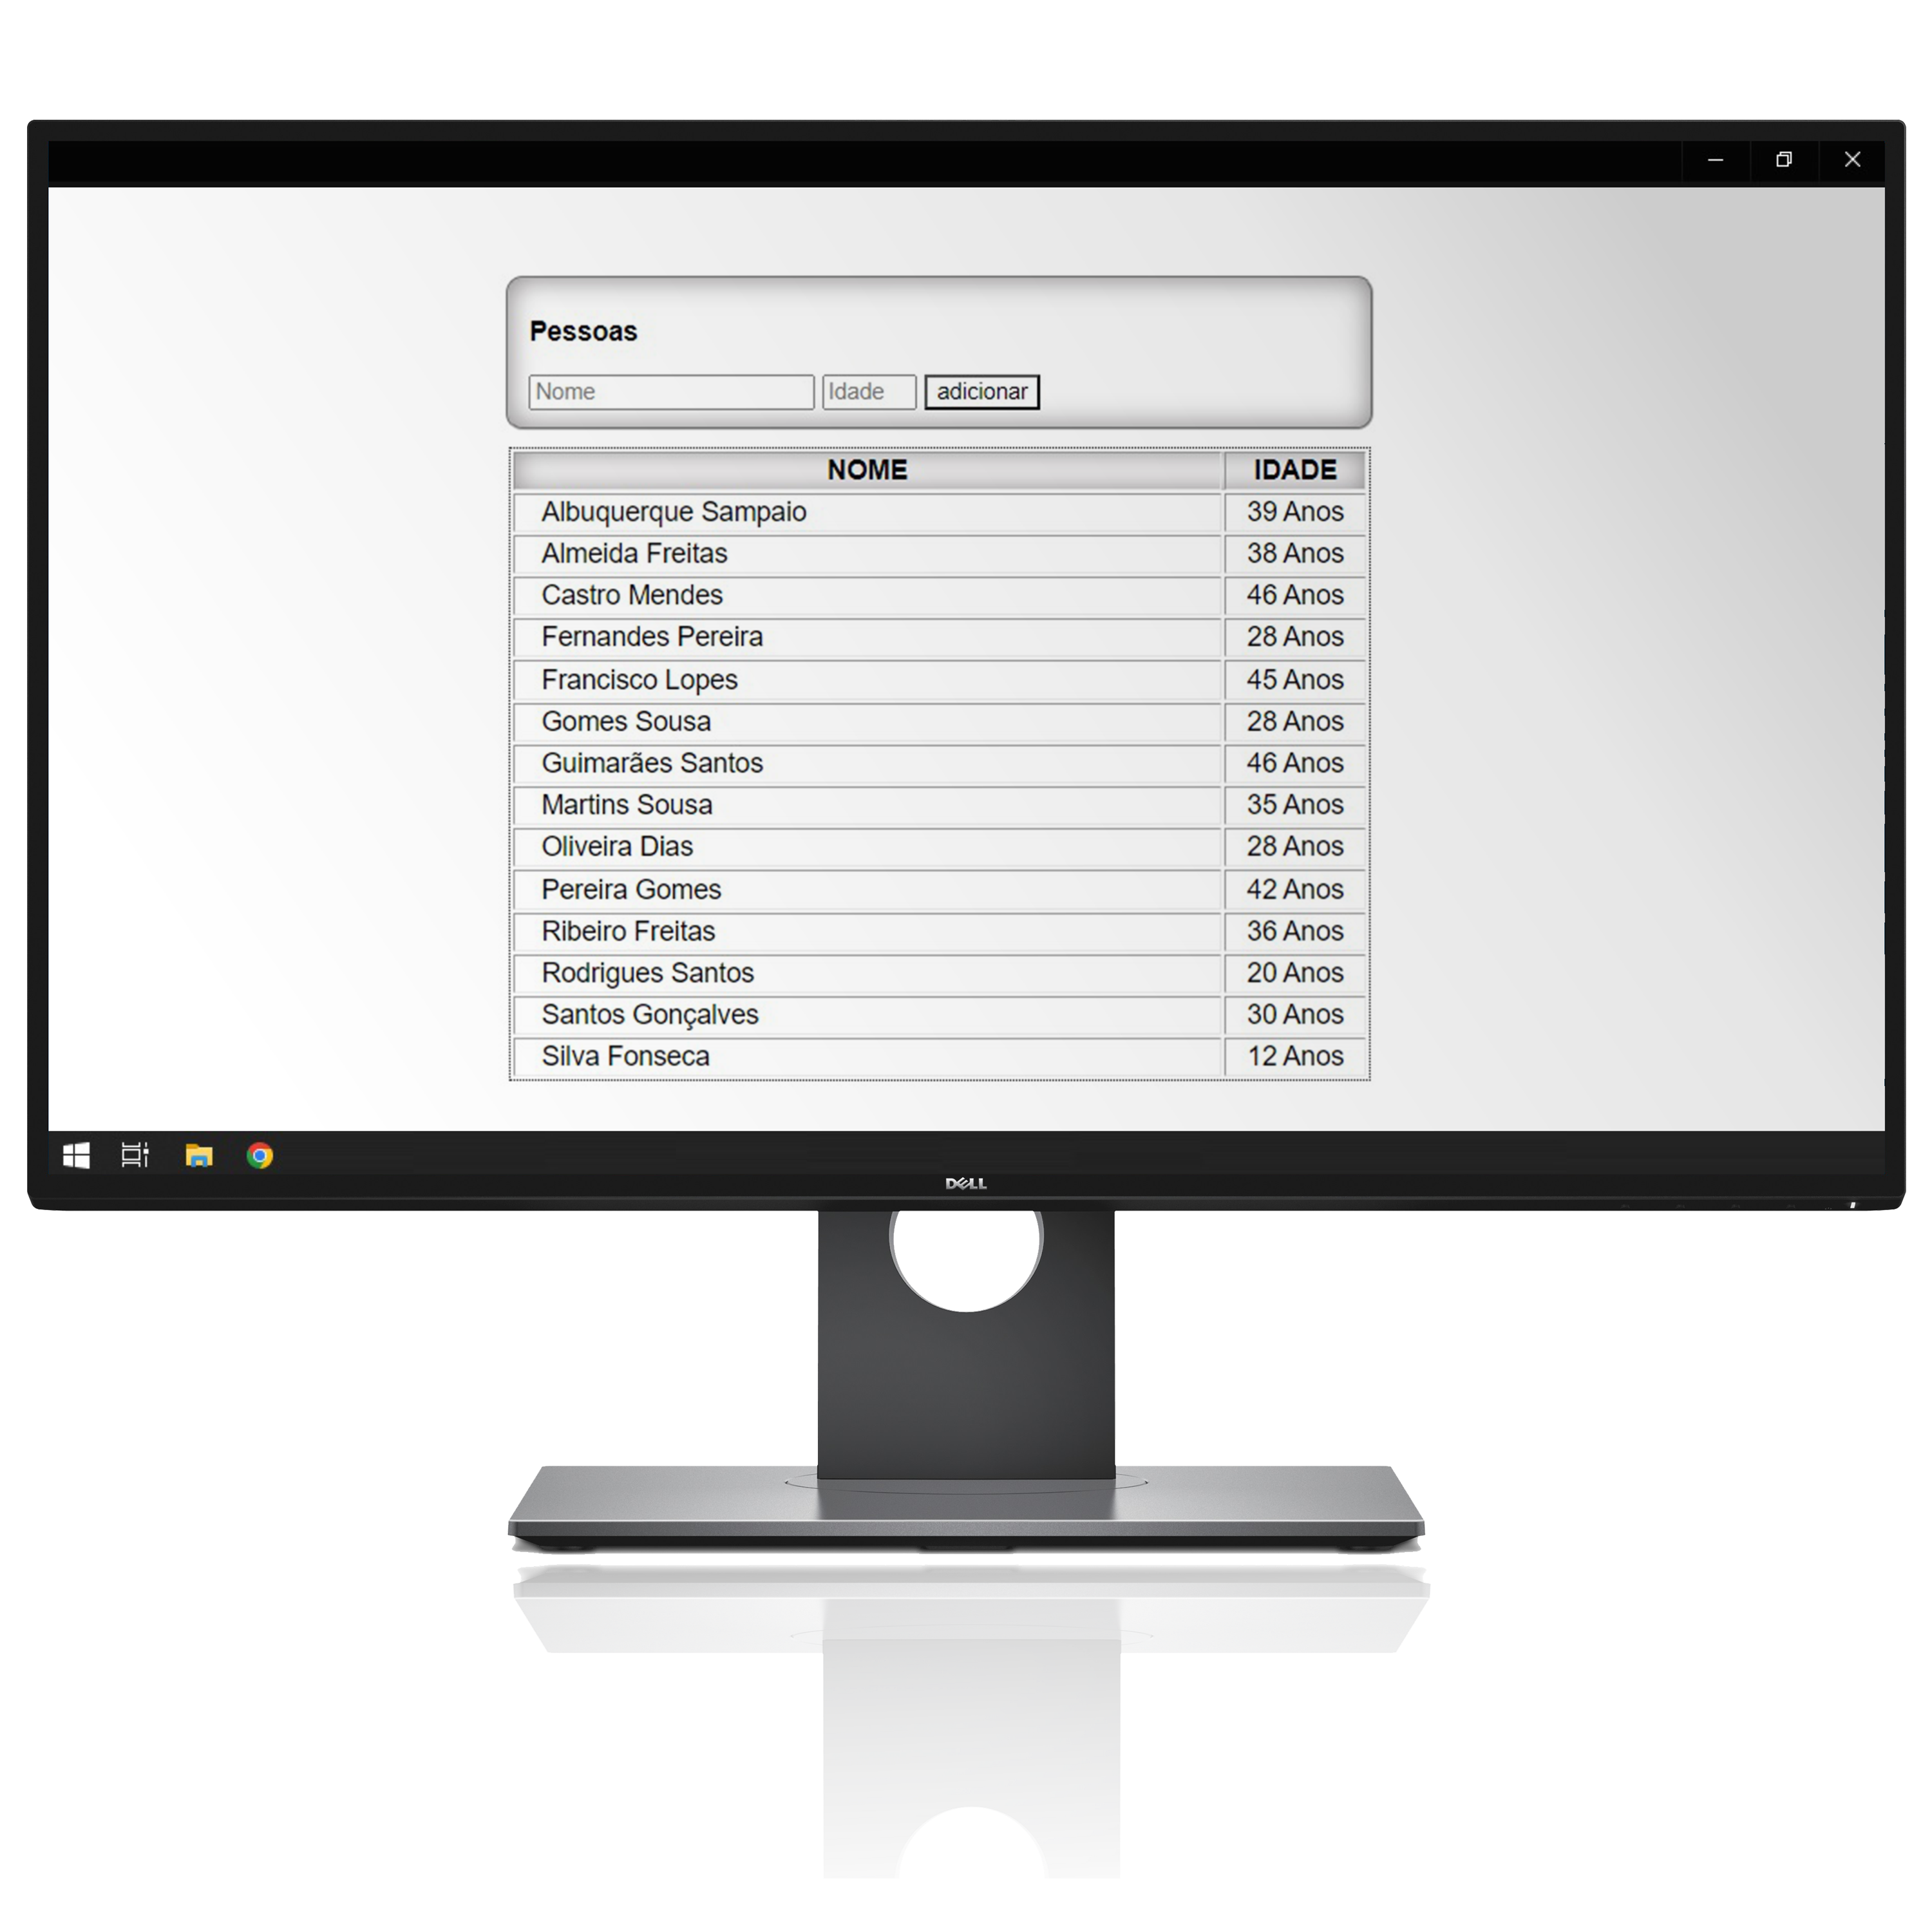 Pessoas
Nome Idade adicionar
NOME IDADE
Albuquerque Sampaio 39 Anos
Almeida Freitas 38 Anos
Castro Mendes 46 Anos
Fernandes Pereira 28 Anos
Francisco Lopes 45 Anos
Gomes Sousa 28 Anos
Guimarães Santos 46 Anos
Martins Sousa 35 Anos
Oliveira Dias 28 Anos
Pereira Gomes 42 Anos
Ribeiro Freitas 36 Anos
Rodrigues Santos 20 Anos
Santos Gonçalves 30 Anos
Silva Fonseca 12 Anos
DELL